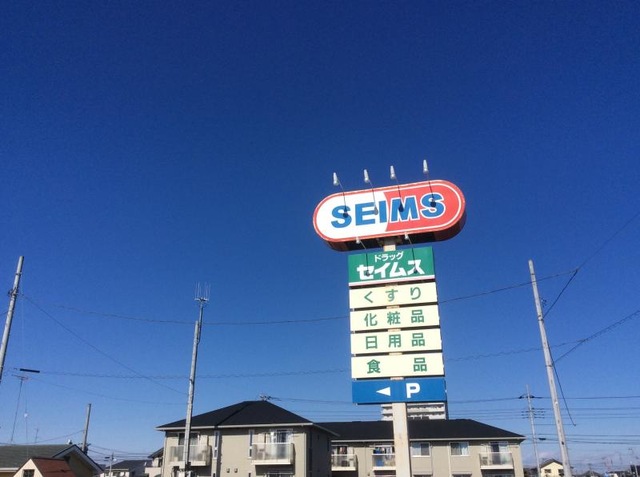 SEIMS
ドラッグ
セイムス
くすり
化粧品
日用品
食品
◀ P